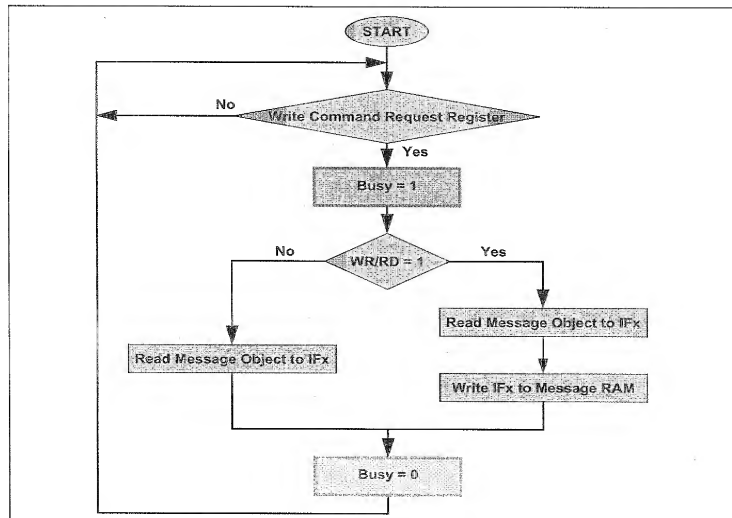 START
No
Write Command Request Register
Yes
Busy = 1
No
WR/RD = 1
Yes
Read Message Object to IFx
Read Message Object to IFx
Write IFx to Message RAM
Busy = 0